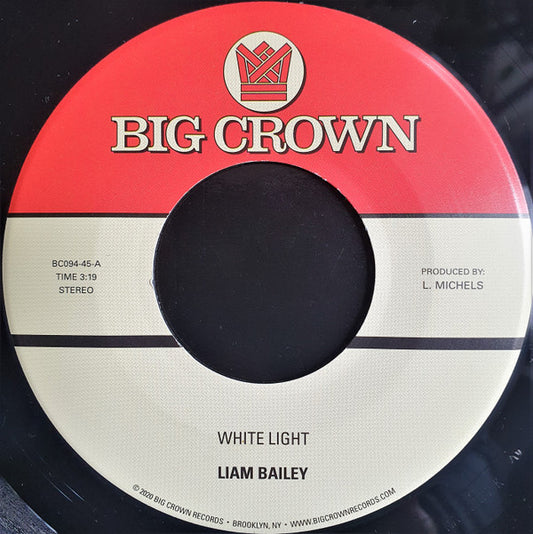 BIG CROWN
BC094-45-A
TIME 3:19
STEREO
PRODUCED BY:
L. MICHELS
WHITE LIGHT
LIAM BAILEY
© 2020 BIG CROWN RECORDS • BROOKLYN, NY • WWW.BIGCROWNRECORDS.COM